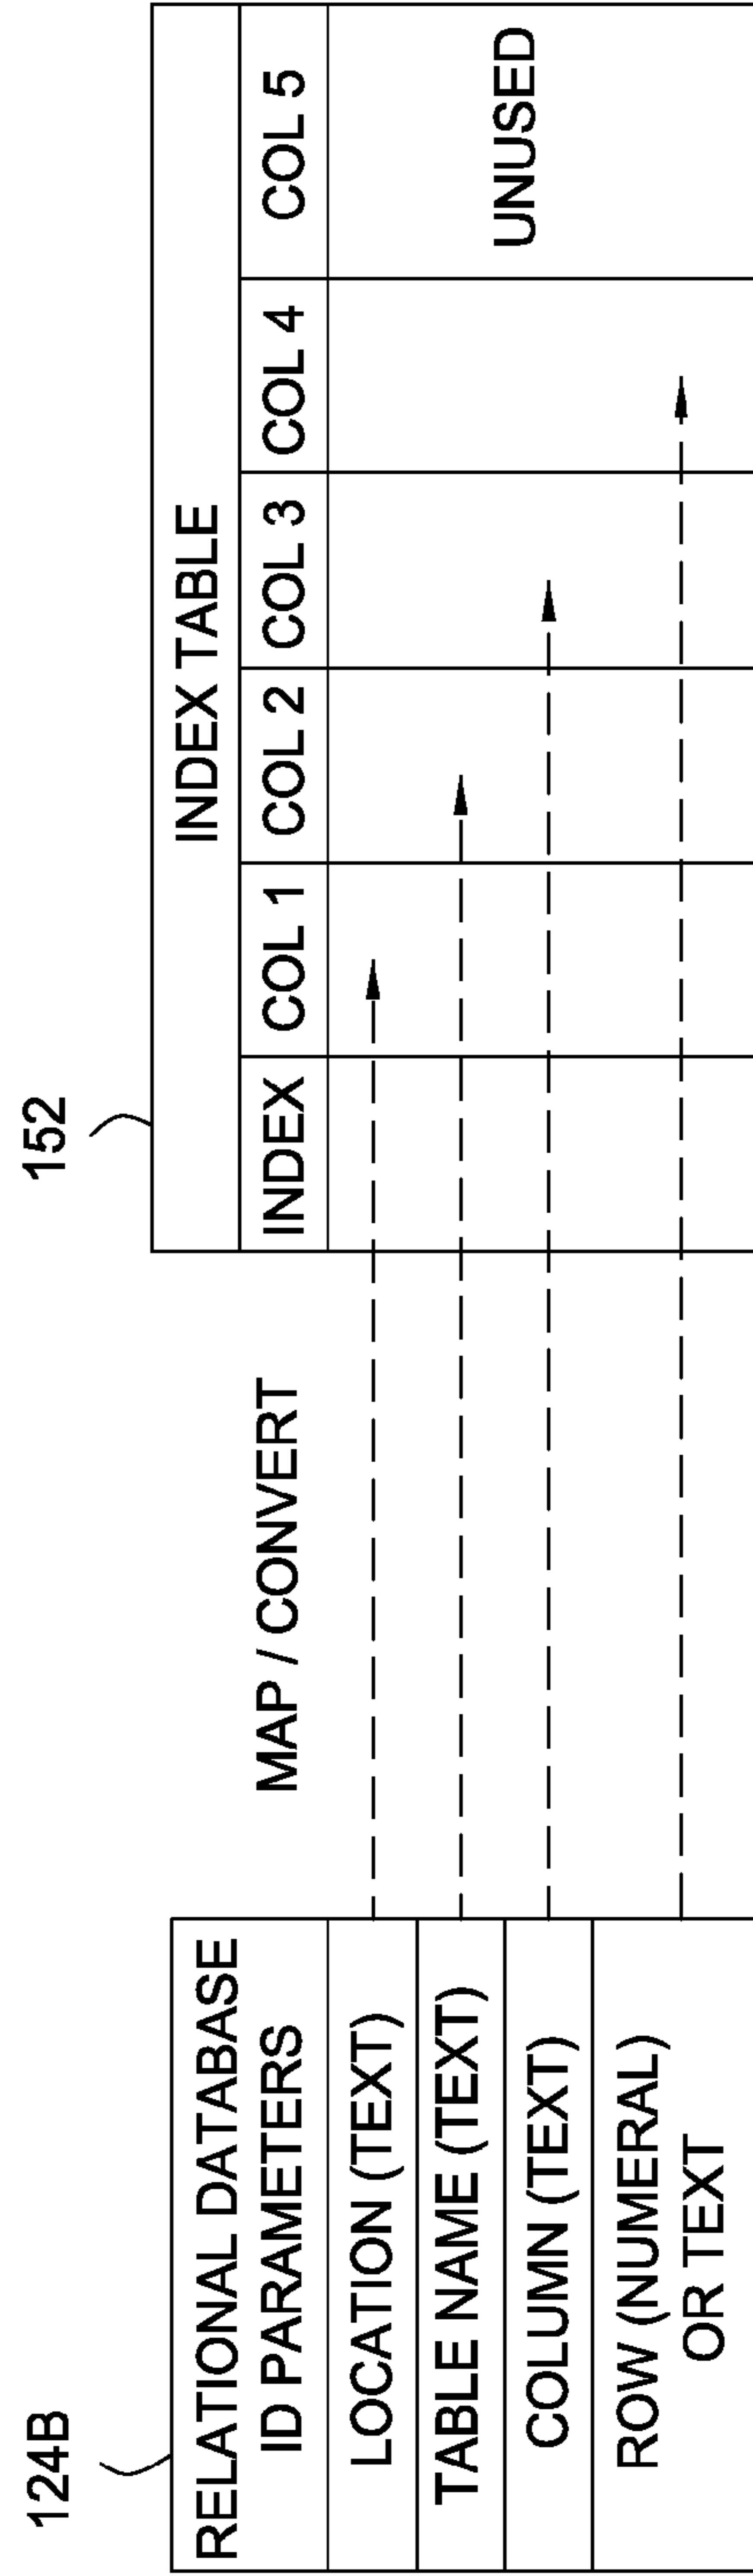 124B
RELATIONAL DATABASE
ID PARAMETERS
LOCATION (TEXT)
TABLE NAME (TEXT)
COLUMN (TEXT)
ROW (NUMERAL)
OR TEXT
MAP / CONVERT
152
INDEX TABLE
INDEX COL 1 COL 2 COL 3 COL 4 COL 5
UNUSED